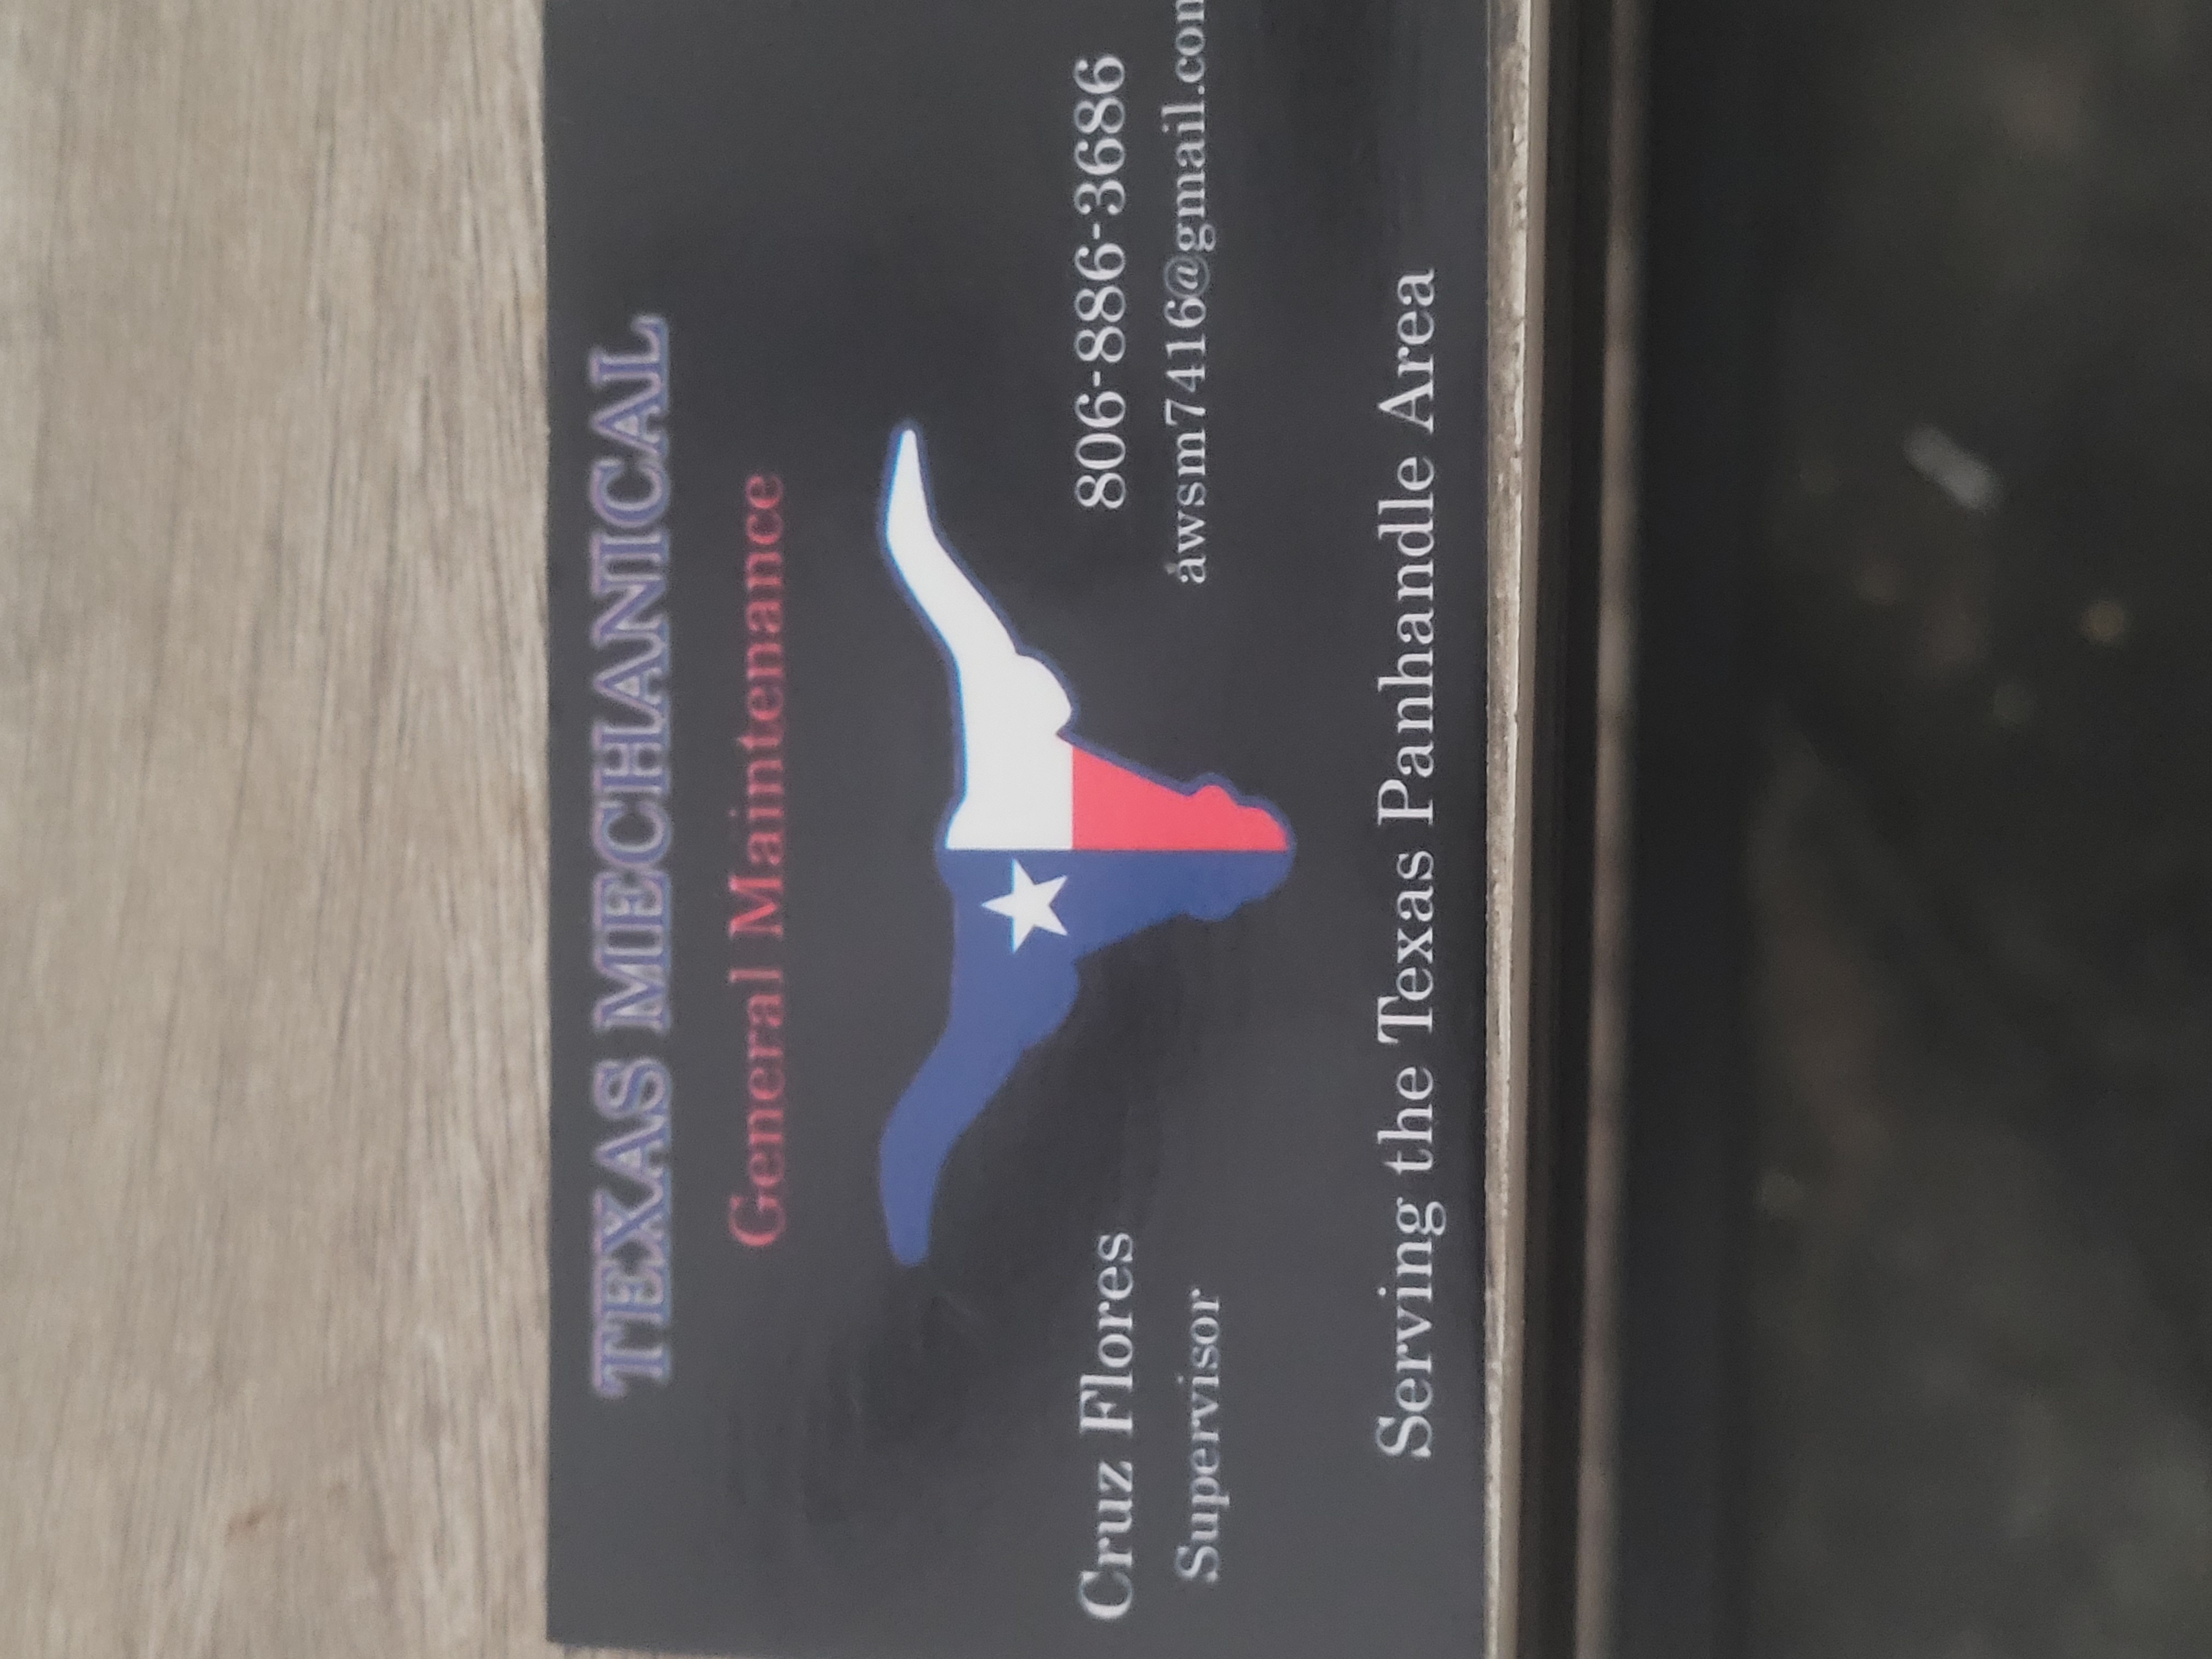 TEXAS MECHANICAL
General Maintenance
Cruz Flores
806-886-3686
Supervisor
awsm7416@gmail.com
Serving the Texas Panhandle Area